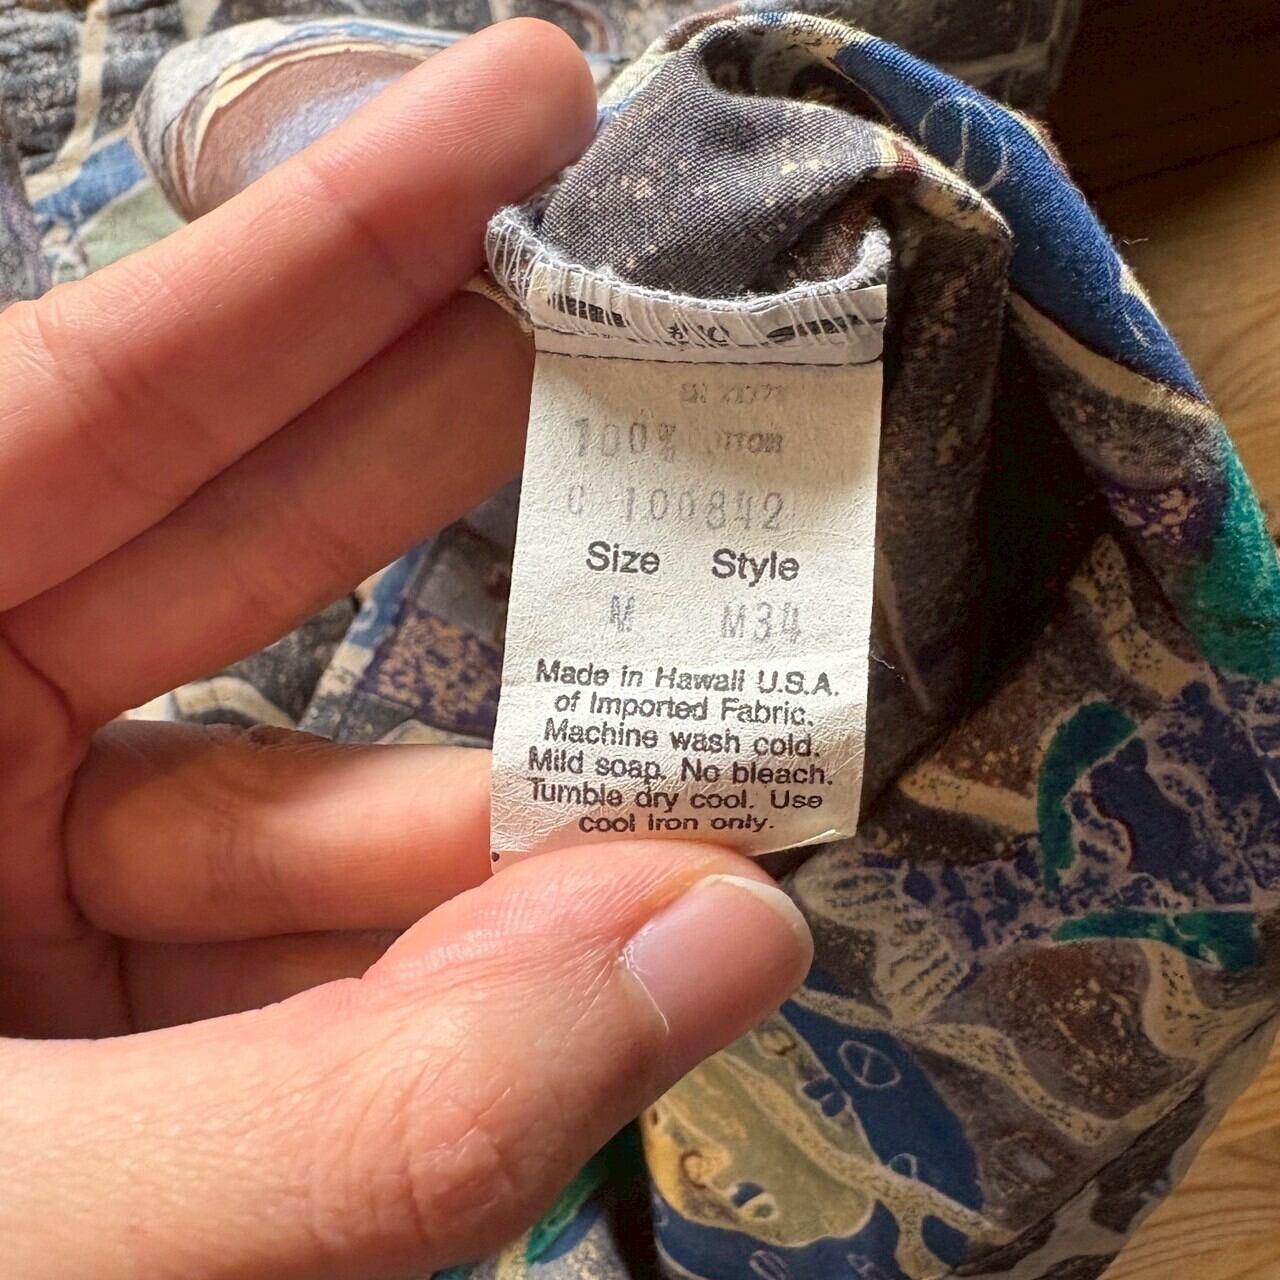 100%
C 100842
Size Style
M M34
Made in Hawaii U.S.A.
of Imported Fabric.
Machine wash cold.
Mild soap. No bleach.
Tumble dry cool. Use
cool iron only.